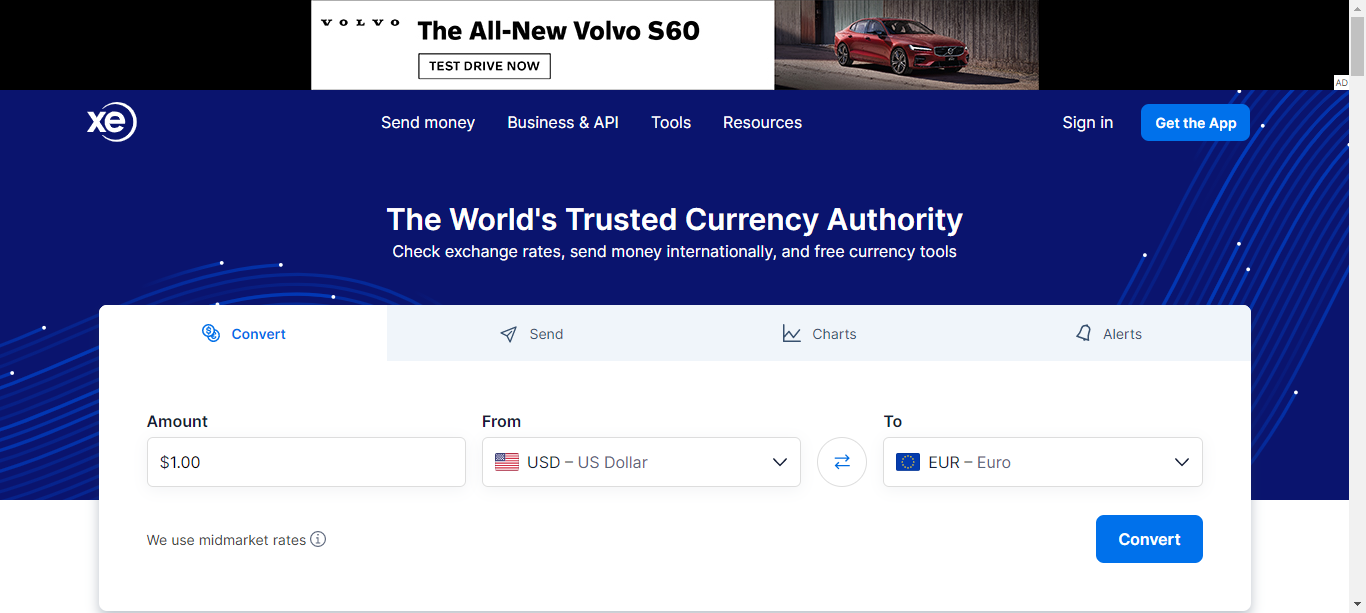 VOLVO
The All-New Volvo S60
TEST DRIVE NOW
AD
xe
Send money Business & API Tools Resources Sign in Get the App
The World's Trusted Currency Authority
Check exchange rates, send money internationally, and free currency tools
Convert Send Charts Alerts
Amount From To
$1.00 USD – US Dollar EUR – Euro
We use midmarket rates Convert